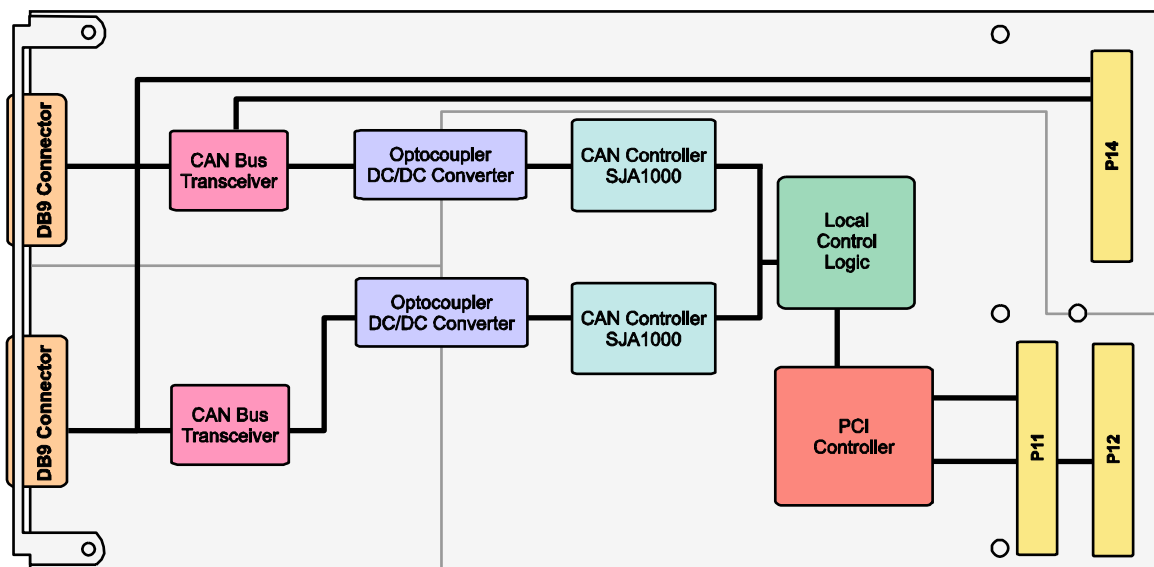 DB9 Connector
CAN Bus
Transceiver
Optocoupler
DC/DC Converter
CAN Controller
SJA1000
Local
Control
Logic
P14
DB9 Connector
CAN Bus
Transceiver
Optocoupler
DC/DC Converter
CAN Controller
SJA1000
PCI
Controller
P11
P12